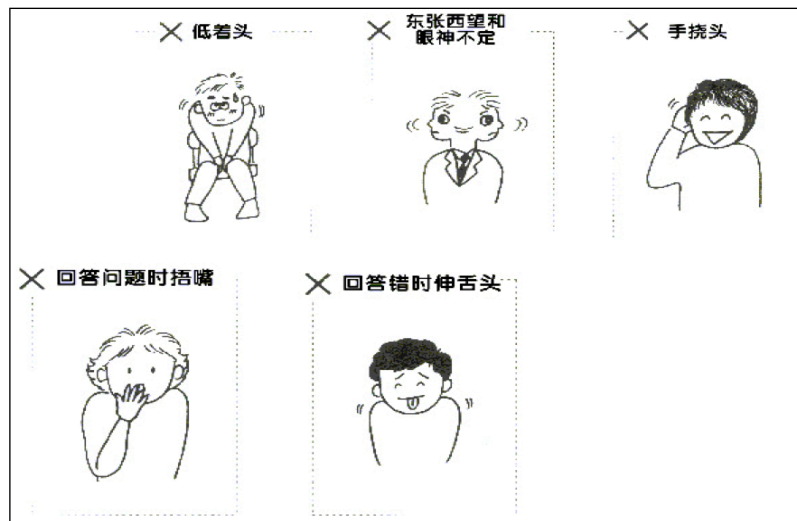 低着头
东张西望和
眼神不定
手挠头
回答问题时捂嘴
回答错时伸舌头